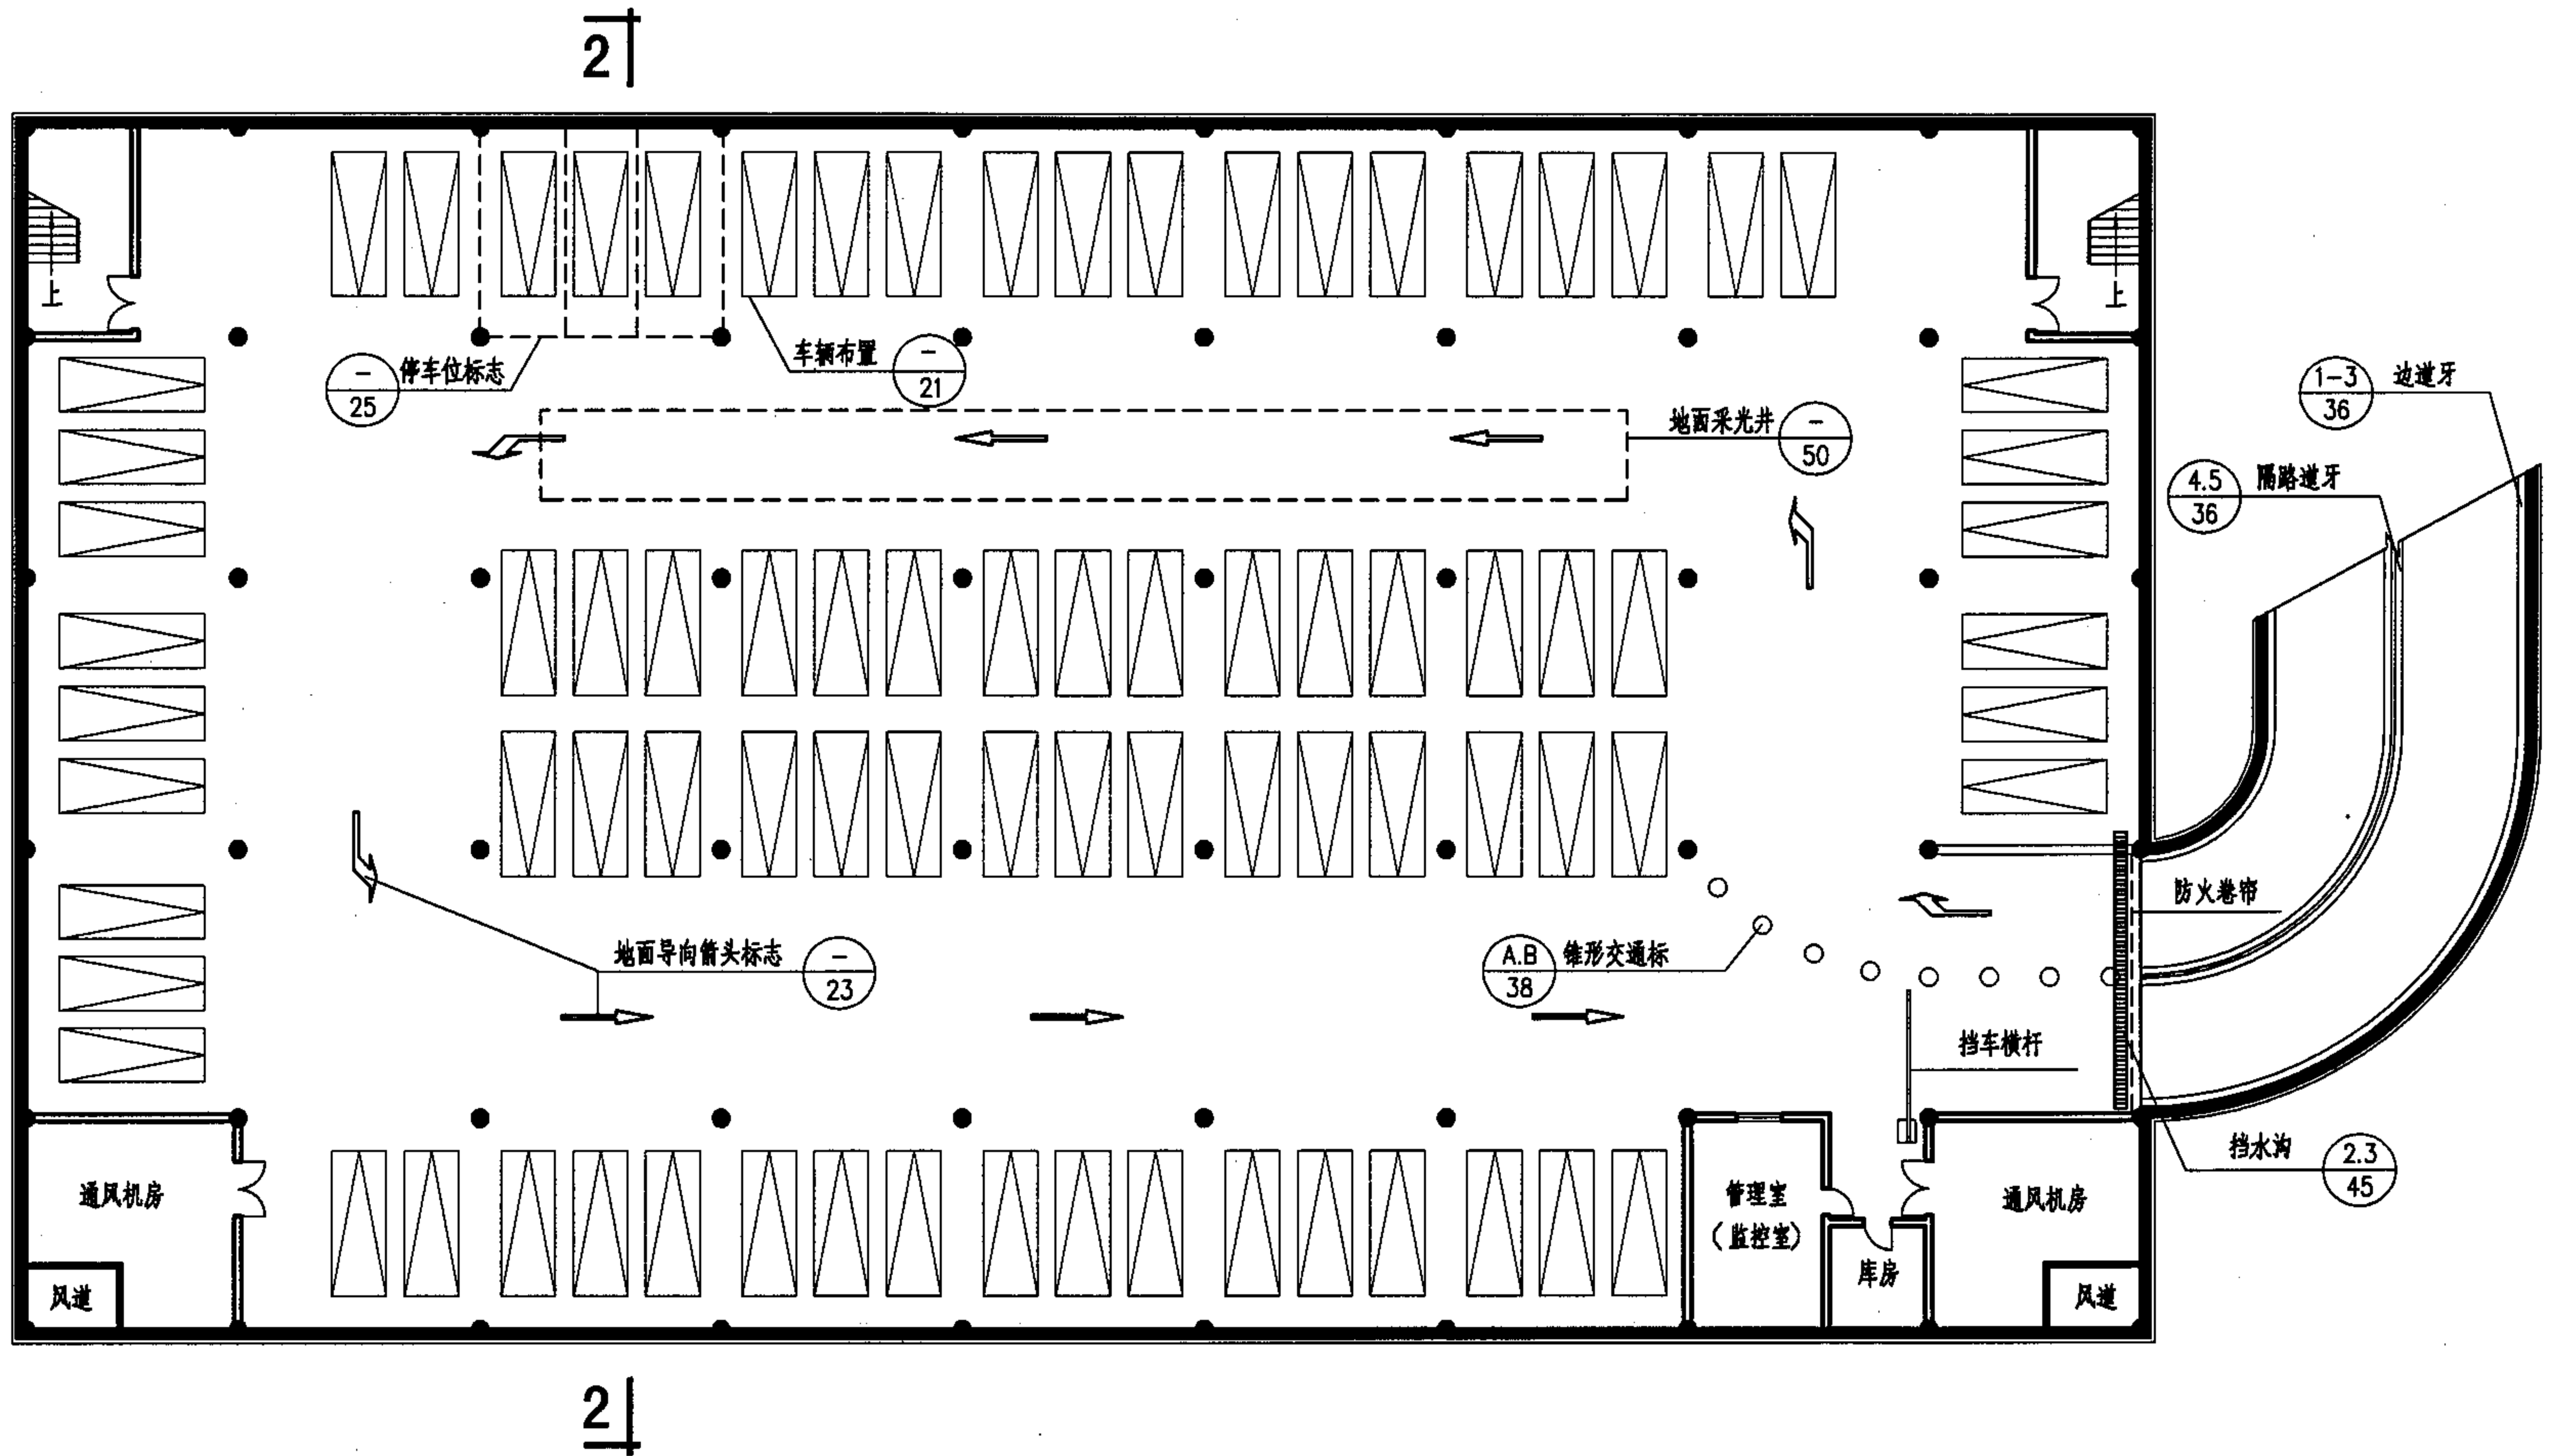 2
上
上
停车位标志
-
25
车辆布置
-
21
地面采光井
-
50
1-3
36
边道牙
4.5
36
隔路道牙
防火卷帘
地面导向箭头标志
-
23
A.B
38
锥形交通标
挡车横杆
挡水沟
2.3
45
通风机房
管理室
(监控室)
通风机房
库房
风道
风道
2